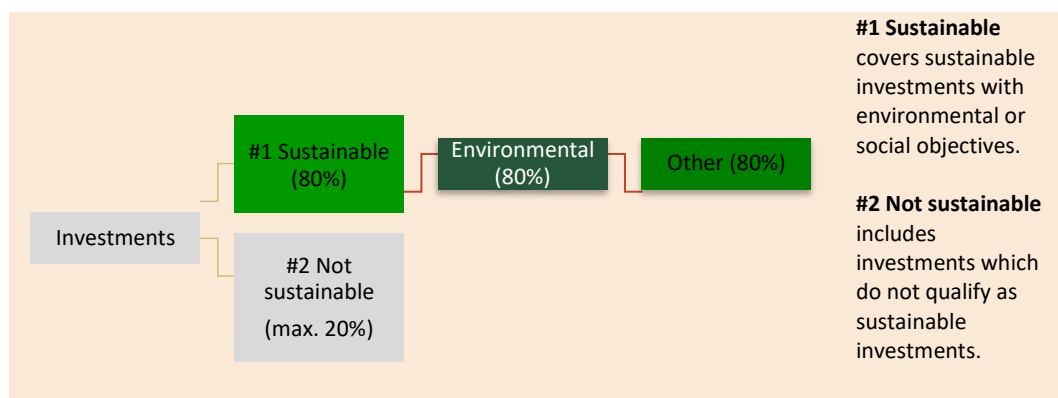 Investments
#1 Sustainable
(80%)
#2 Not
sustainable
(max. 20%)
Environmental
(80%)
Other (80%)
#1 Sustainable
covers sustainable
investments with
environmental or
social objectives.
#2 Not sustainable
includes
investments which
do not qualify as
sustainable
investments.